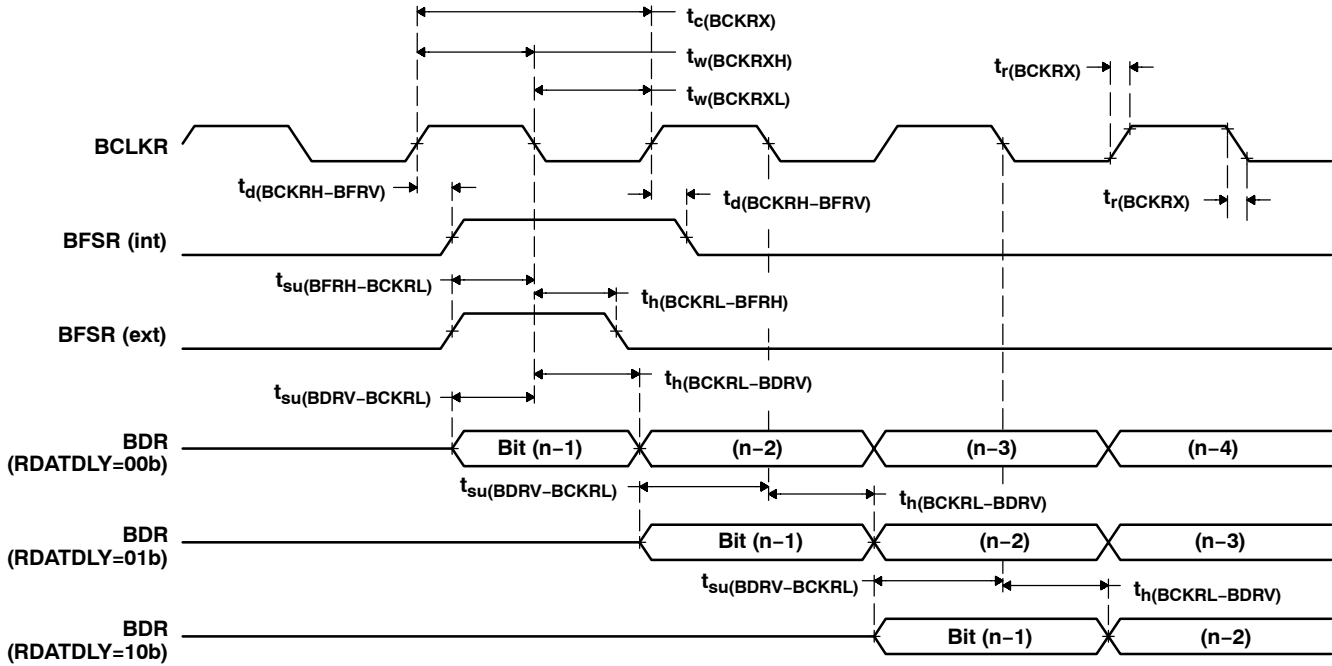 tc(BCKRX)
tw(BCKRXH)
tr(BCKRX)
tw(BCKRXL)
BCLKR
td(BCKRH−BFRV)
td(BCKRH−BFRV)
tr(BCKRX)
BFSR (int)
tsu(BFRH−BCKRL)
th(BCKRL−BFRH)
BFSR (ext)
th(BCKRL−BDRV)
tsu(BDRV−BCKRL)
BDR
(RDATDLY=00b)
Bit (n−1)
(n−2)
(n−3)
(n−4)
tsu(BDRV−BCKRL)
th(BCKRL−BDRV)
BDR
(RDATDLY=01b)
Bit (n−1)
(n−2)
(n−3)
tsu(BDRV−BCKRL)
th(BCKRL−BDRV)
BDR
(RDATDLY=10b)
Bit (n−1)
(n−2)